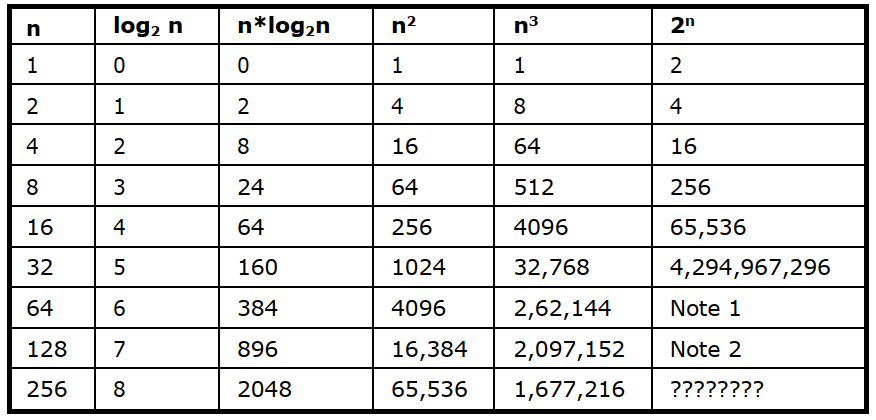 n log₂ n n*log₂n n² n³ 2ⁿ
1 0 0 1 1 2
2 1 2 4 8 4
4 2 8 16 64 16
8 3 24 64 512 256
16 4 64 256 4096 65,536
32 5 160 1024 32,768 4,294,967,296
64 6 384 4096 2,62,144 Note 1
128 7 896 16,384 2,097,152 Note 2
256 8 2048 65,536 1,677,216 ????????